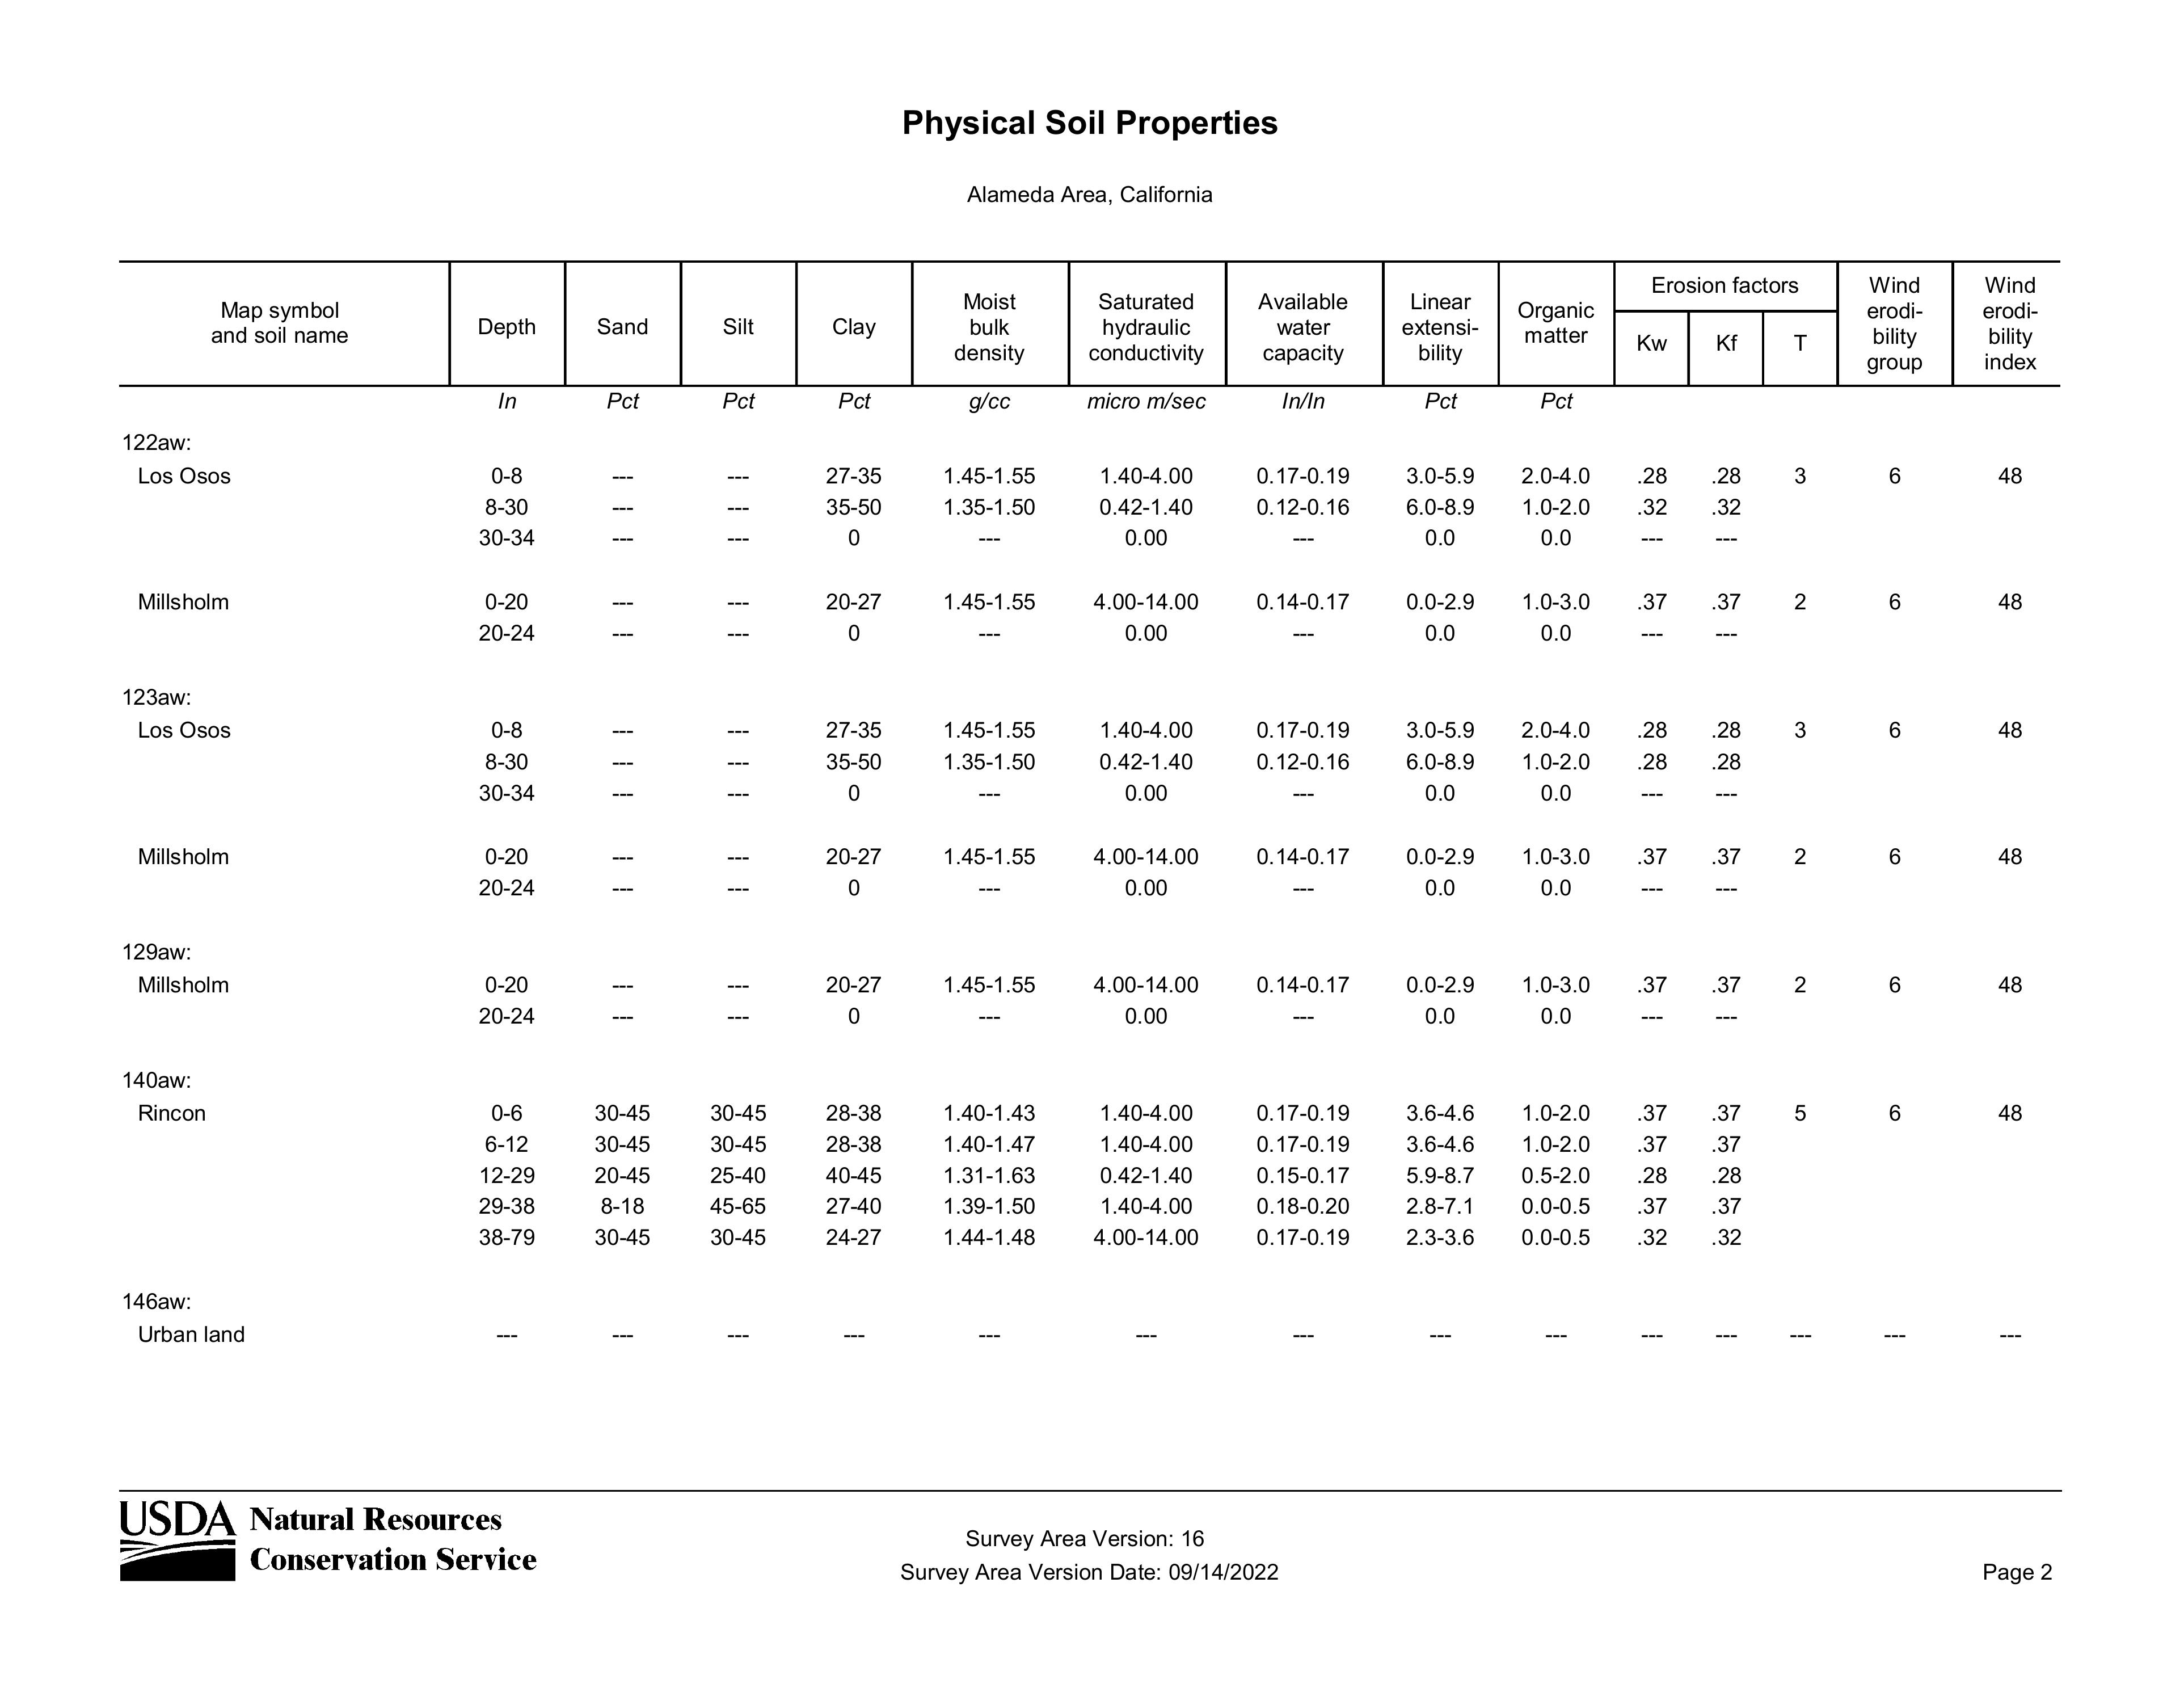 Physical Soil Properties
Alameda Area, California
Map symbol
and soil name
Depth
Sand
Silt
Clay
Moist
bulk
density
Saturated
hydraulic
conductivity
Available
water
capacity
Linear
extensi-
bility
Organic
matter
Erosion factors
Kw Kf T
Wind
erodi-
bility
group
Wind
erodi-
bility
index
In Pct Pct Pct g/cc micro m/sec In/In Pct Pct
122aw:
Los Osos 0-8 --- --- 27-35 1.45-1.55 1.40-4.00 0.17-0.19 3.0-5.9 2.0-4.0 .28 .28 3 6 48
8-30 --- --- 35-50 1.35-1.50 0.42-1.40 0.12-0.16 6.0-8.9 1.0-2.0 .32 .32
30-34 --- --- 0 --- 0.00 --- 0.0 0.0 --- ---
Millsholm 0-20 --- --- 20-27 1.45-1.55 4.00-14.00 0.14-0.17 0.0-2.9 1.0-3.0 .37 .37 2 6 48
20-24 --- --- 0 --- 0.00 --- 0.0 0.0 --- ---
123aw:
Los Osos 0-8 --- --- 27-35 1.45-1.55 1.40-4.00 0.17-0.19 3.0-5.9 2.0-4.0 .28 .28 3 6 48
8-30 --- --- 35-50 1.35-1.50 0.42-1.40 0.12-0.16 6.0-8.9 1.0-2.0 .28 .28
30-34 --- --- 0 --- 0.00 --- 0.0 0.0 --- ---
Millsholm 0-20 --- --- 20-27 1.45-1.55 4.00-14.00 0.14-0.17 0.0-2.9 1.0-3.0 .37 .37 2 6 48
20-24 --- --- 0 --- 0.00 --- 0.0 0.0 --- ---
129aw:
Millsholm 0-20 --- --- 20-27 1.45-1.55 4.00-14.00 0.14-0.17 0.0-2.9 1.0-3.0 .37 .37 2 6 48
20-24 --- --- 0 --- 0.00 --- 0.0 0.0 --- ---
140aw:
Rincon 0-6 30-45 30-45 28-38 1.40-1.43 1.40-4.00 0.17-0.19 3.6-4.6 1.0-2.0 .37 .37 5 6 48
6-12 30-45 30-45 28-38 1.40-1.47 1.40-4.00 0.17-0.19 3.6-4.6 1.0-2.0 .37 .37
12-29 20-45 25-40 40-45 1.31-1.63 0.42-1.40 0.15-0.17 5.9-8.7 0.5-2.0 .28 .28
29-38 8-18 45-65 27-40 1.39-1.50 1.40-4.00 0.18-0.20 2.8-7.1 0.0-0.5 .37 .37
38-79 30-45 30-45 24-27 1.44-1.48 4.00-14.00 0.17-0.19 2.3-3.6 0.0-0.5 .32 .32
146aw:
Urban land --- --- --- --- --- --- --- --- --- --- --- --- --- ---
USDA Natural Resources
Conservation Service
Survey Area Version: 16
Survey Area Version Date: 09/14/2022
Page 2